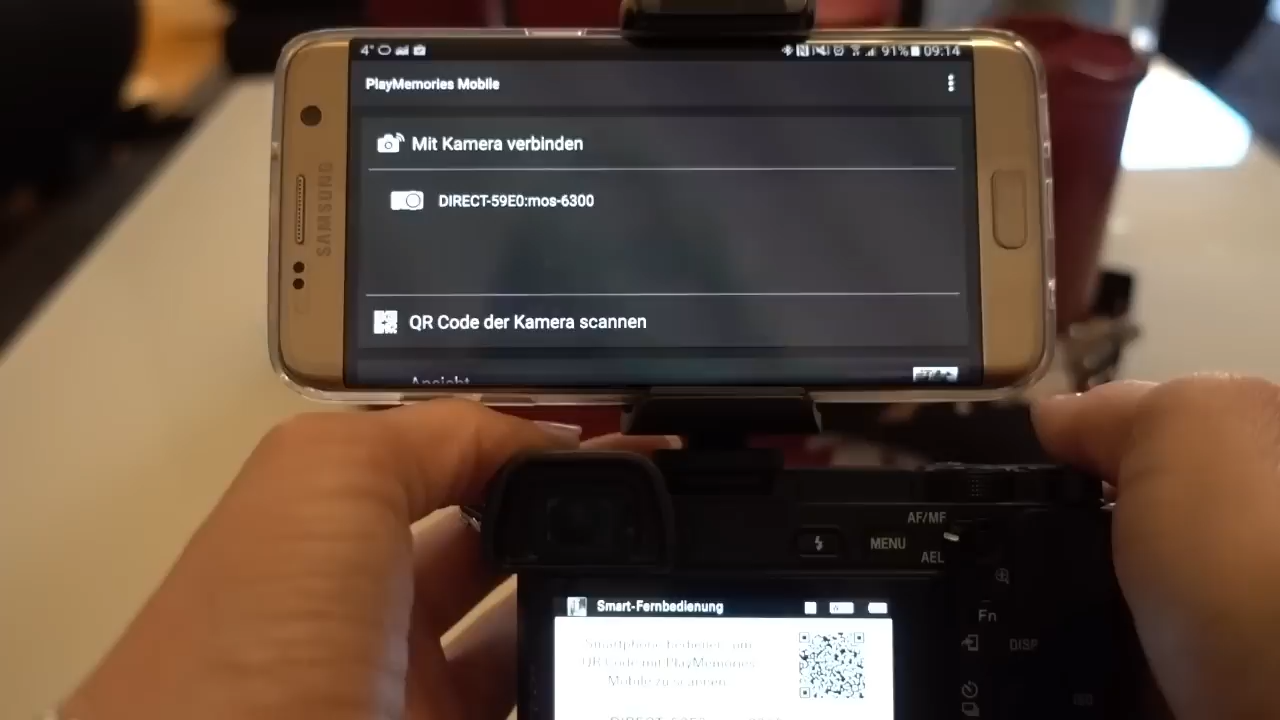 4°
91% 09:14
PlayMemories Mobile
Mit Kamera verbinden
DIRECT-59E0:mos-6300
QR Code der Kamera scannen
Ansicht
SAMSUNG
AF/MF
MENU
AEL
Fn
DISP
Smart-Fernbedienung
Smartphone bedienen, um
QR Code mit PlayMemories
Mobile zu scannen.